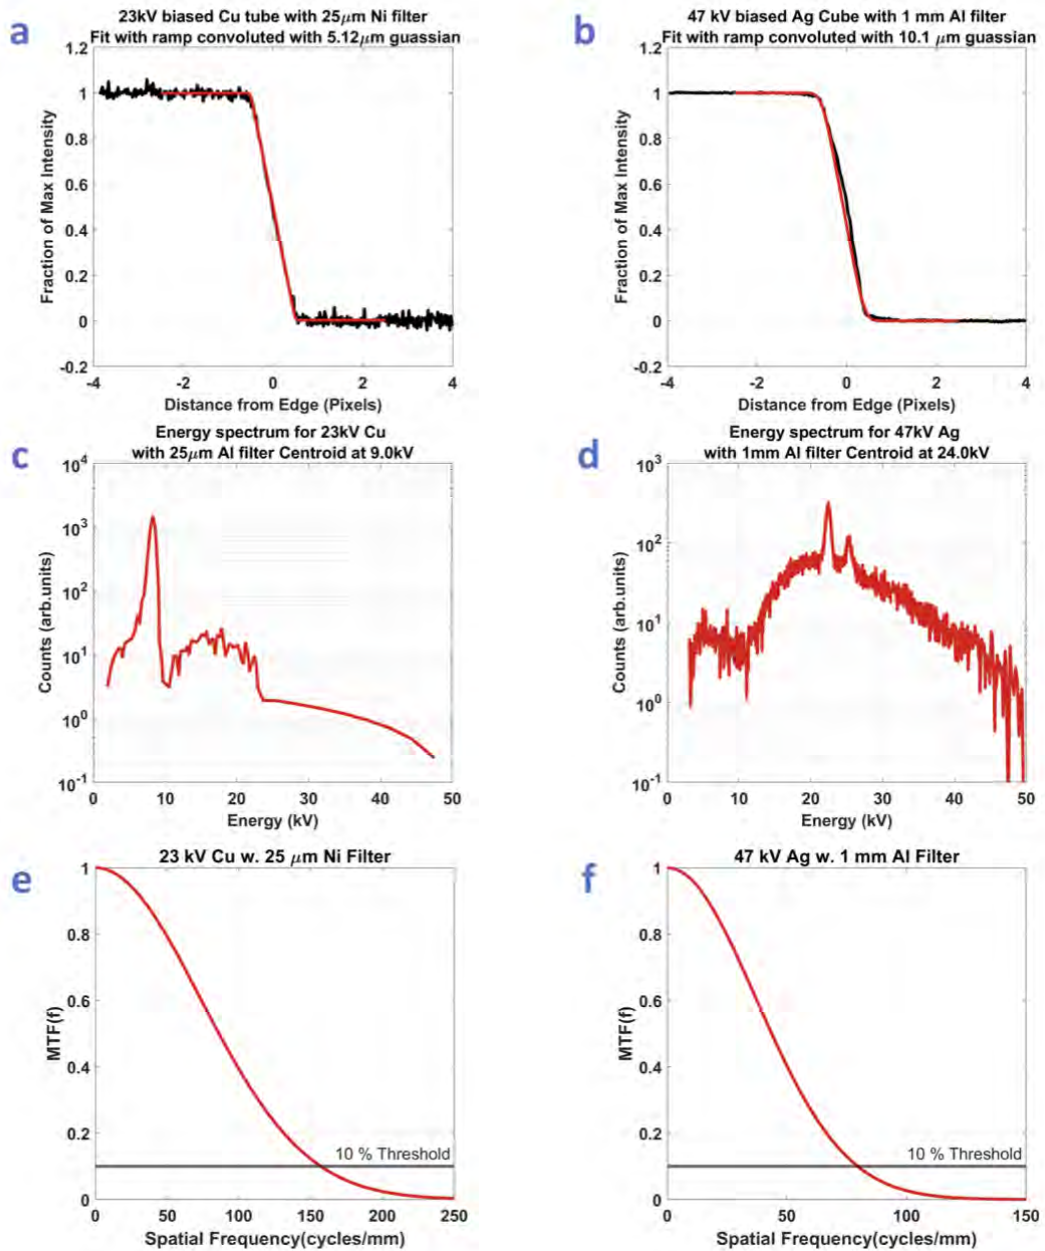 a
23kV biased Cu tube with 25μm Ni filter
Fit with ramp convoluted with 5.12μm guassian
Fraction of Max Intensity
1.2
1
0.8
0.6
0.4
0.2
0
-0.2
-4 -2 0 2 4
Distance from Edge (Pixels)
b
47 kV biased Ag Cube with 1 mm Al filter
Fit with ramp convoluted with 10.1 μm guassian
Fraction of Max Intensity
1.2
1
0.8
0.6
0.4
0.2
0
-0.2
-4 -2 0 2 4
Distance from Edge (Pixels)
c
Energy spectrum for 23kV Cu
with 25μm Al filter Centroid at 9.0kV
Counts (arb.units)
10^4
10^3
10^2
10^1
10^0
10^-1
0 10 20 30 40 50
Energy (kV)
d
Energy spectrum for 47kV Ag
with 1mm Al filter Centroid at 24.0kV
Counts (arb.units)
10^3
10^2
10^1
10^0
10^-1
0 10 20 30 40 50
Energy (kV)
e
23 kV Cu w. 25 μm Ni Filter
MTF(f)
1
0.8
0.6
0.4
0.2
0
10 % Threshold
0 50 100 150 200 250
Spatial Frequency(cycles/mm)
f
47 kV Ag w. 1 mm Al Filter
MTF(f)
1
0.8
0.6
0.4
0.2
0
10 % Threshold
0 50 100 150
Spatial Frequency(cycles/mm)